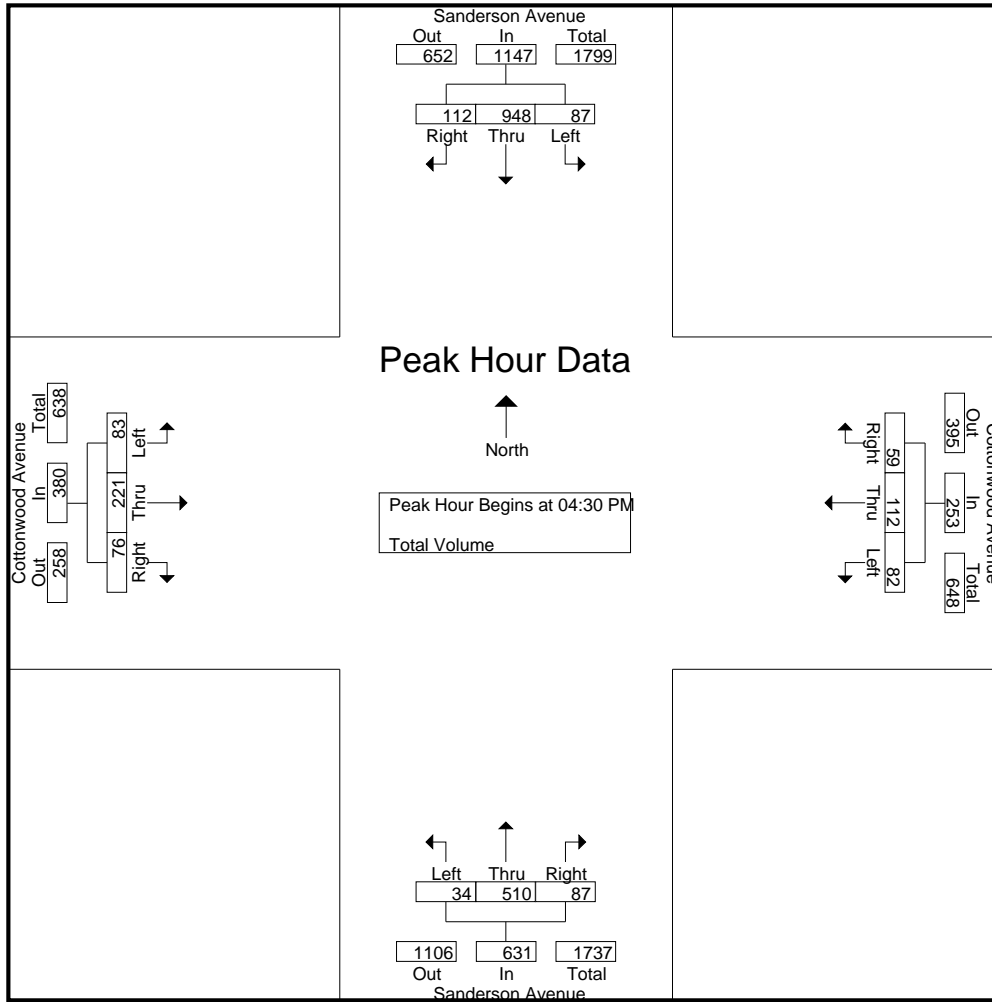 Sanderson Avenue
Out In Total
652 1147 1799
112 948 87
Right Thru Left
Peak Hour Data
North
Peak Hour Begins at 04:30 PM
Total Volume
Cottonwood Avenue
Out In Total
258 380 638
76 221 83
Right Thru Left
Cottonwood Avenue
Out In Total
395 253 648
Right Thru Left
59 112 82
Left Thru Right
34 510 87
1106 631 1737
Out In Total
Sanderson Avenue